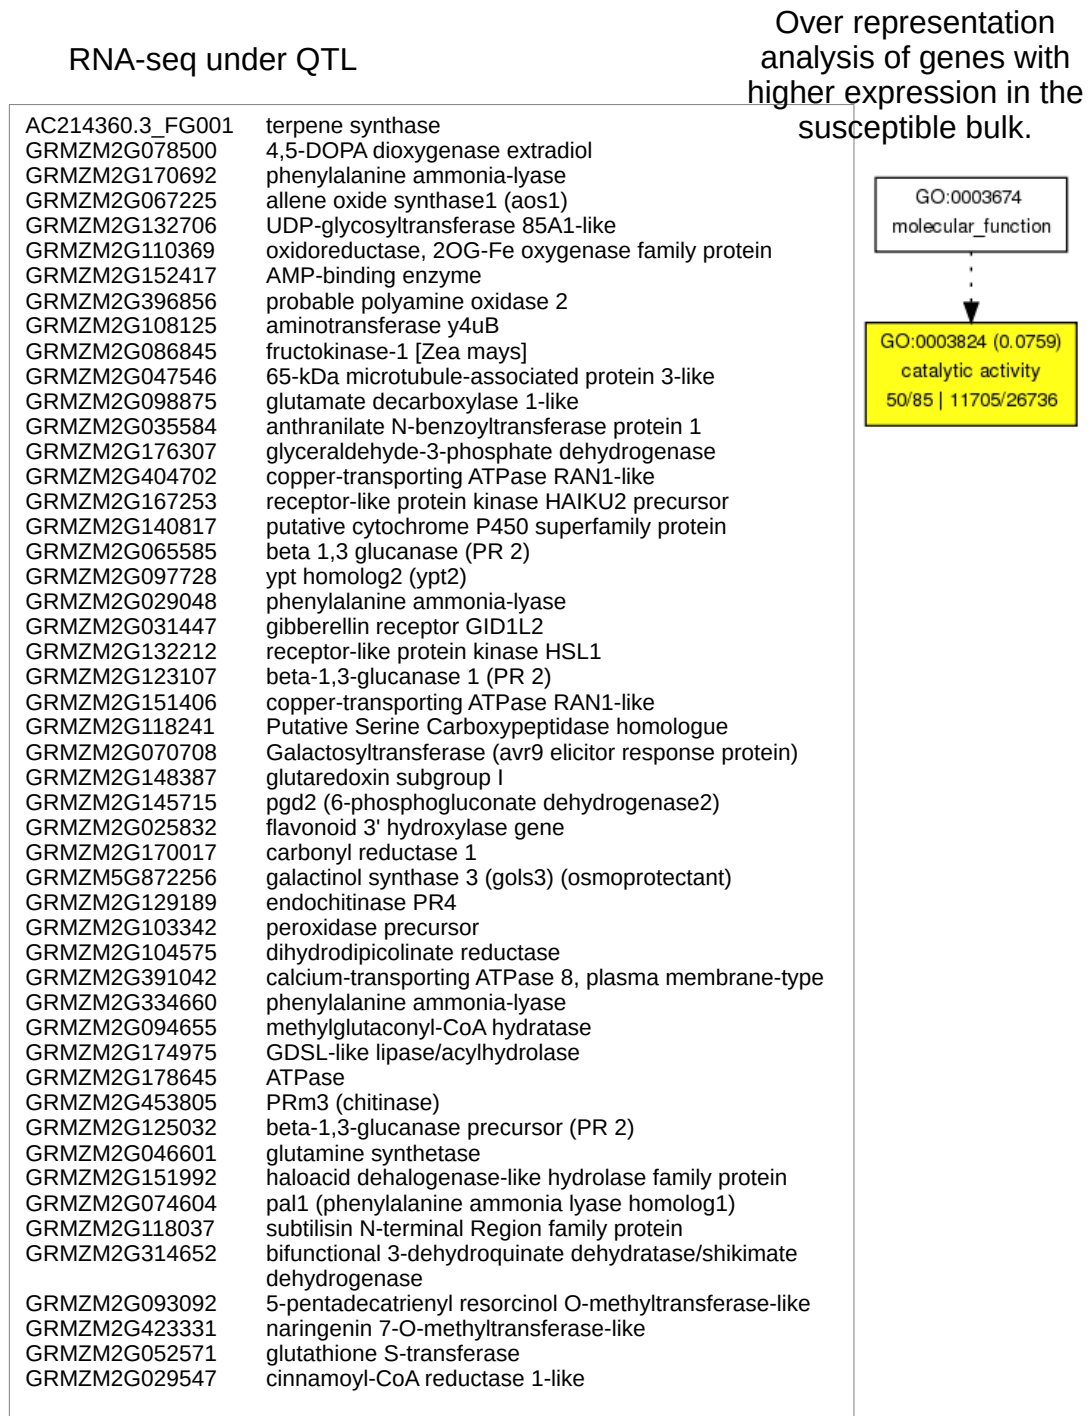 RNA-seq under QTL
Over representation
analysis of genes with
higher expression in the
susceptible bulk.
AC214360.3_FG001 terpene synthase
GRMZM2G078500 4,5-DOPA dioxygenase extradiol
GRMZM2G170692 phenylalanine ammonia-lyase
GRMZM2G067225 allene oxide synthase1 (aos1)
GRMZM2G132706 UDP-glycosyltransferase 85A1-like
GRMZM2G110369 oxidoreductase, 2OG-Fe oxygenase family protein
GRMZM2G152417 AMP-binding enzyme
GRMZM2G396856 probable polyamine oxidase 2
GRMZM2G108125 aminotransferase y4uB
GRMZM2G086845 fructokinase-1 [Zea mays]
GRMZM2G047546 65-kDa microtubule-associated protein 3-like
GRMZM2G098875 glutamate decarboxylase 1-like
GRMZM2G035584 anthranilate N-benzoyltransferase protein 1
GRMZM2G176307 glyceraldehyde-3-phosphate dehydrogenase
GRMZM2G404702 copper-transporting ATPase RAN1-like
GRMZM2G167253 receptor-like protein kinase HAIKU2 precursor
GRMZM2G140817 putative cytochrome P450 superfamily protein
GRMZM2G065585 beta 1,3 glucanase (PR 2)
GRMZM2G097728 ypt homolog2 (ypt2)
GRMZM2G029048 phenylalanine ammonia-lyase
GRMZM2G031447 gibberellin receptor GID1L2
GRMZM2G132212 receptor-like protein kinase HSL1
GRMZM2G123107 beta-1,3-glucanase 1 (PR 2)
GRMZM2G151406 copper-transporting ATPase RAN1-like
GRMZM2G118241 Putative Serine Carboxypeptidase homologue
GRMZM2G070708 Galactosyltransferase (avr9 elicitor response protein)
GRMZM2G148387 glutaredoxin subgroup I
GRMZM2G145715 pgd2 (6-phosphogluconate dehydrogenase2)
GRMZM2G025832 flavonoid 3' hydroxylase gene
GRMZM2G170017 carbonyl reductase 1
GRMZM5G872256 galactinol synthase 3 (gols3) (osmoprotectant)
GRMZM2G129189 endochitinase PR4
GRMZM2G103342 peroxidase precursor
GRMZM2G104575 dihydrodipicolinate reductase
GRMZM2G391042 calcium-transporting ATPase 8, plasma membrane-type
GRMZM2G334660 phenylalanine ammonia-lyase
GRMZM2G094655 methylglutaconyl-CoA hydratase
GRMZM2G174975 GDSL-like lipase/acylhydrolase
GRMZM2G178645 ATPase
GRMZM2G453805 PRm3 (chitinase)
GRMZM2G125032 beta-1,3-glucanase precursor (PR 2)
GRMZM2G046601 glutamine synthetase
GRMZM2G151992 haloacid dehalogenase-like hydrolase family protein
GRMZM2G074604 pal1 (phenylalanine ammonia lyase homolog1)
GRMZM2G118037 subtilisin N-terminal Region family protein
GRMZM2G314652 bifunctional 3-dehydroquinate dehydratase/shikimate
dehydrogenase
GRMZM2G093092 5-pentadecatrienyl resorcinol O-methyltransferase-like
GRMZM2G423331 naringenin 7-O-methyltransferase-like
GRMZM2G052571 glutathione S-transferase
GRMZM2G029547 cinnamoyl-CoA reductase 1-like
GO:0003674
molecular_function
GO:0003824 (0.0759)
catalytic activity
50/85 | 11705/26736